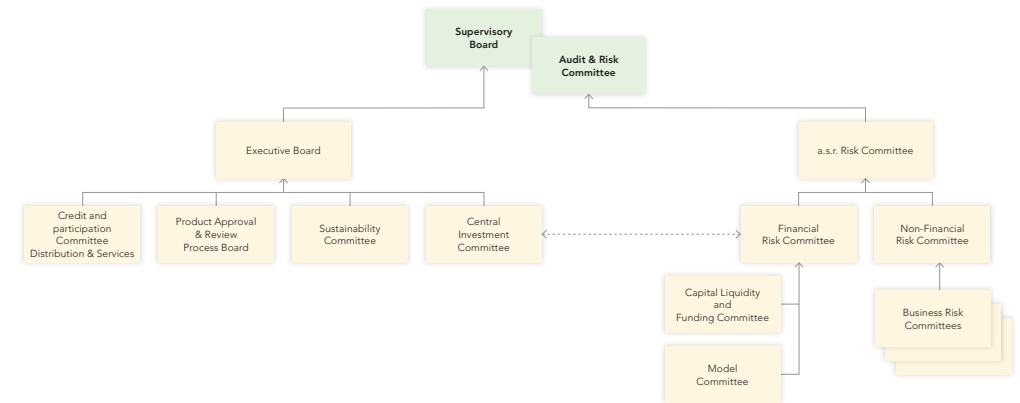 Supervisory
Board
Audit & Risk
Committee
Executive Board
a.s.r. Risk Committee
Credit and
participation
Committee
Distribution & Services
Product Approval
& Review
Process Board
Sustainability
Committee
Central
Investment
Committee
Financial
Risk Committee
Non-Financial
Risk Committee
Capital Liquidity
and
Funding Committee
Business Risk
Committees
Model
Committee